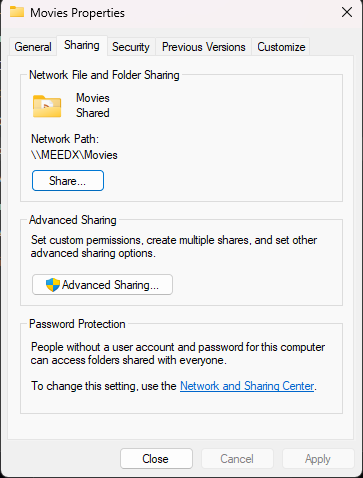 Movies Properties
General
Sharing
Security
Previous Versions
Customize
Network File and Folder Sharing
Movies
Shared
Network Path:
\\MEEDX\Movies
Share...
Advanced Sharing
Set custom permissions, create multiple shares, and set other
advanced sharing options.
Advanced Sharing...
Password Protection
People without a user account and password for this computer
can access folders shared with everyone.
To change this setting, use the Network and Sharing Center.
Close
Cancel
Apply